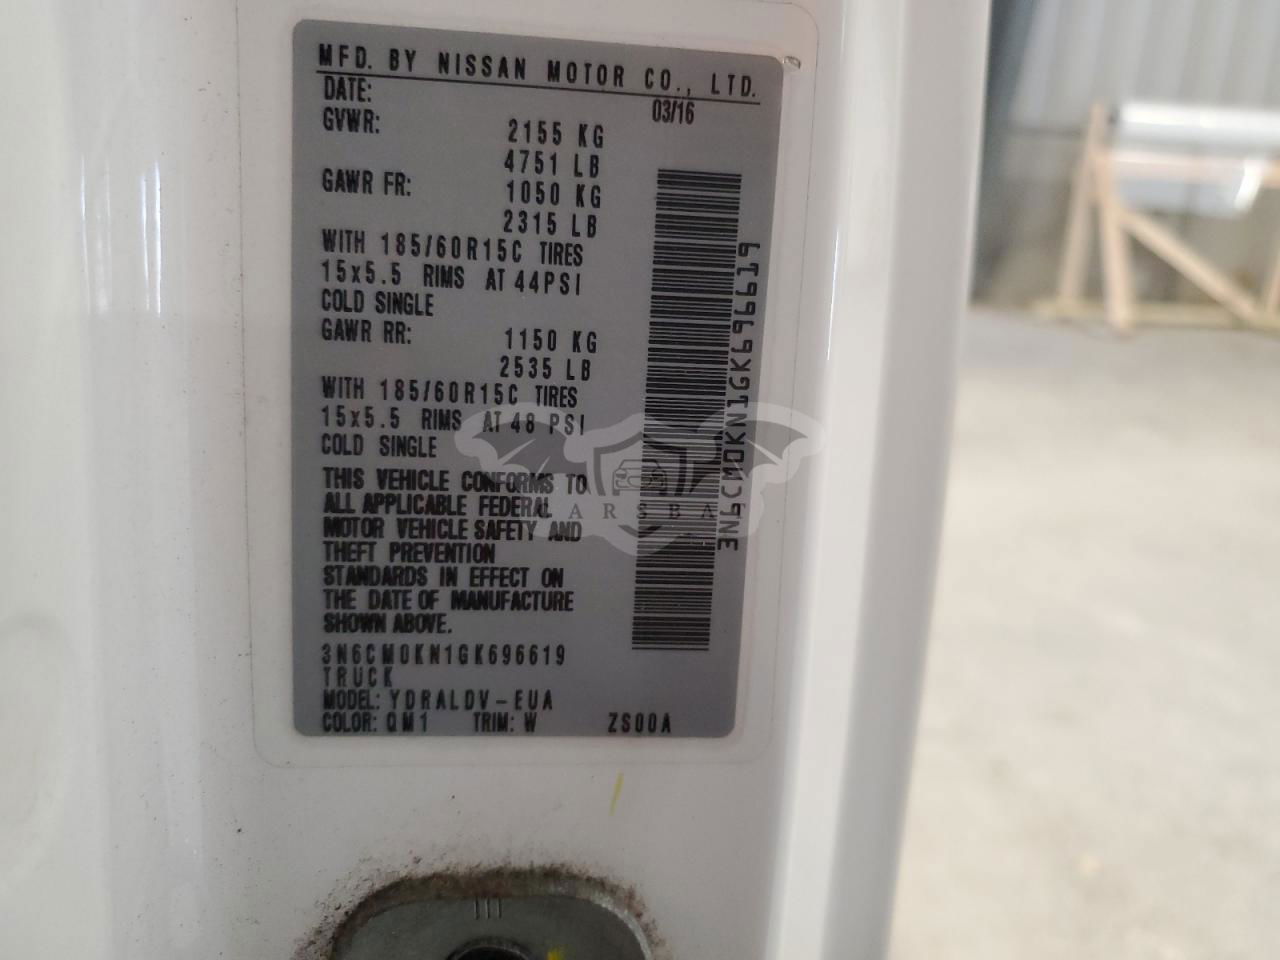 MFD. BY NISSAN MOTOR CO., LTD.
DATE: 03/16
GVWR: 2155 KG
4751 LB
GAWR FR: 1050 KG
2315 LB
WITH 185/60R15C TIRES
15x5.5 RIMS AT 44PSI
COLD SINGLE
GAWR RR: 1150 KG
2535 LB
WITH 185/60R15C TIRES
15x5.5 RIMS AT 48 PSI
COLD SINGLE
THIS VEHICLE CONFORMS TO
ALL APPLICABLE FEDERAL
MOTOR VEHICLE SAFETY AND
THEFT PREVENTION
STANDARDS IN EFFECT ON
THE DATE OF MANUFACTURE
SHOWN ABOVE.
3N6CM0KN1GK696619
TRUCK
MODEL: YDRALDV-EUA
COLOR: QM1 TRIM: W ZS00A
3N6CM0KN1GK696619
CARSBAT